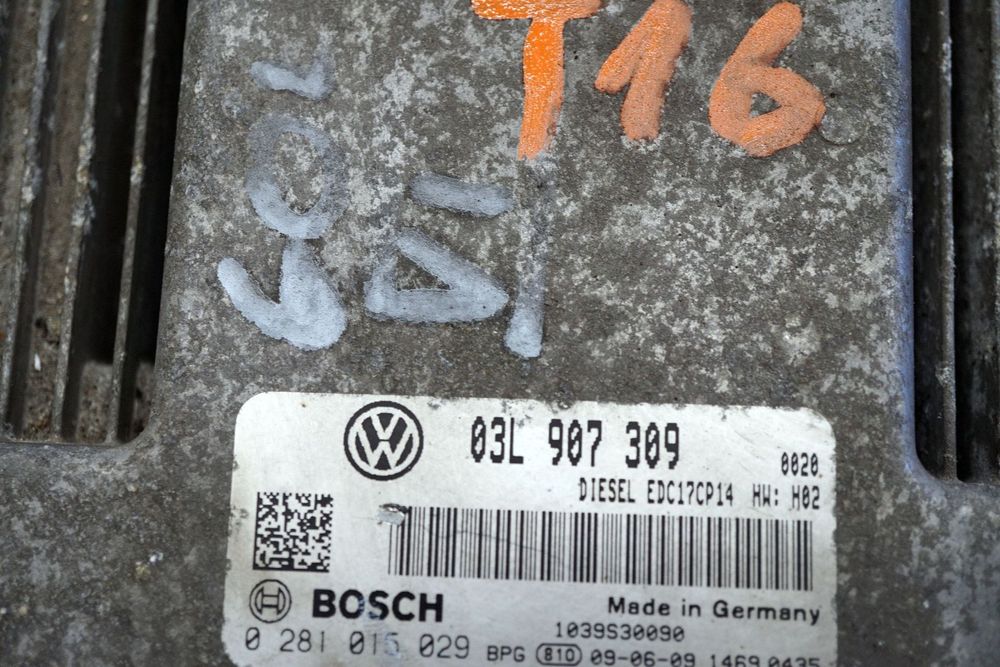 T16
03L 907 309
0020
DIESEL EDC17CP14 HW: H02
BOSCH
Made in Germany
0 281 015 029
1039S30090
BPG 810 09-06-09 1469 0435